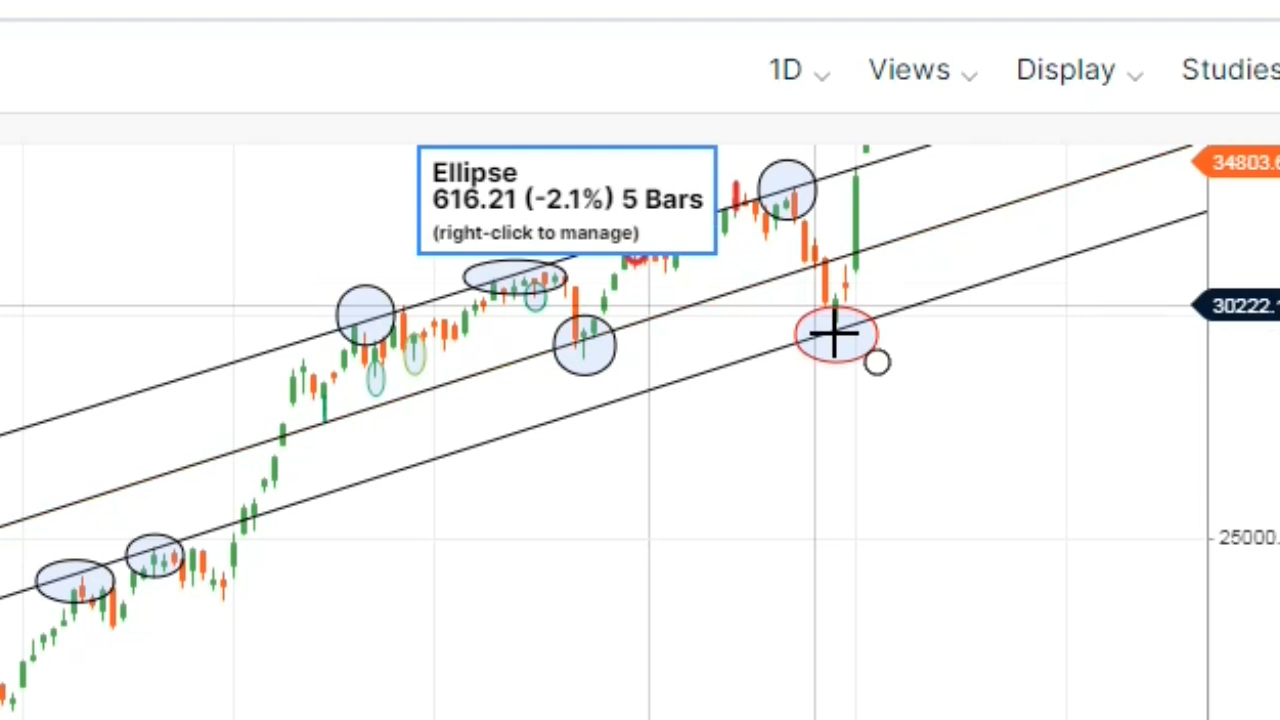 1D Views Display Studies
Ellipse
616.21 (-2.1%) 5 Bars
(right-click to manage)
34803.6
30222.
25000.